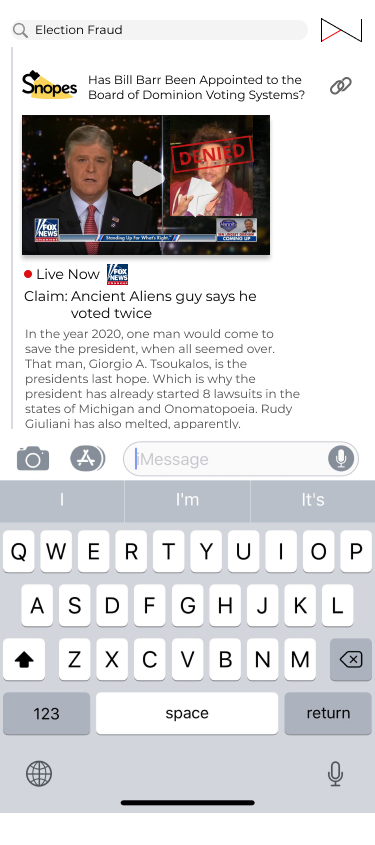 Election Fraud
Snopes
Has Bill Barr Been Appointed to the
Board of Dominion Voting Systems?
DENIED
FOX
NEWS
channel
Standing Up For What's Right.
COMING UP
Live Now
FOX
NEWS
channel
Claim: Ancient Aliens guy says he
voted twice
In the year 2020, one man would come to
save the president, when all seemed over.
That man, Giorgio A. Tsoukalos, is the
presidents last hope. Which is why the
president has already started 8 lawsuits in the
states of Michigan and Onomatopoeia. Rudy
Giuliani has also melted, apparently.
iMessage
I I'm It's
Q W E R T Y U I O P
A S D F G H J K L
Z X C V B N M
123 space return